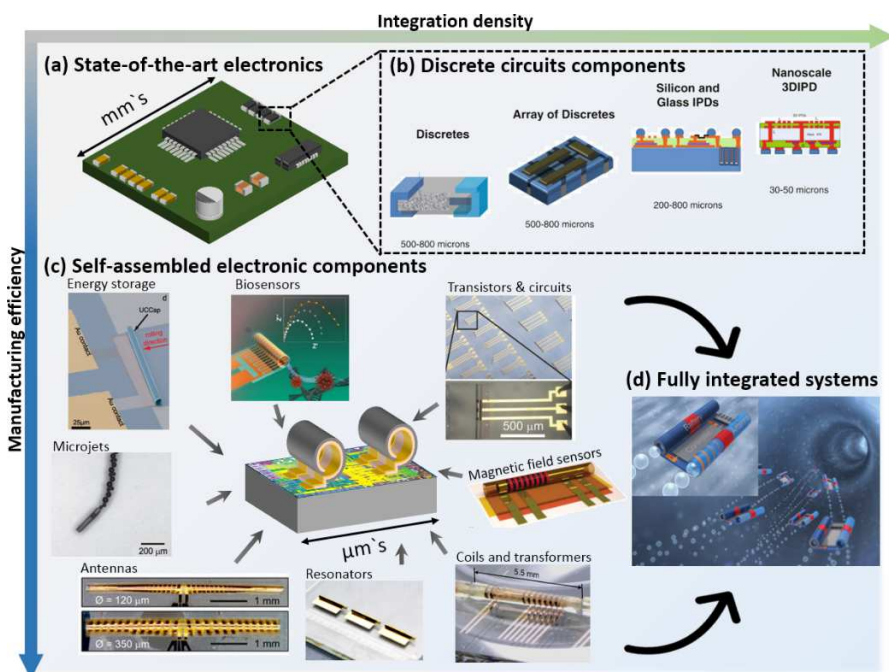 Integration density
Manufacturing efficiency
(a) State-of-the-art electronics
mm`s
(b) Discrete circuits components
Discretes
500-800 microns
Array of Discretes
500-800 microns
Silicon and
Glass IPDs
200-800 microns
Nanoscale
3DIPD
30-50 microns
(c) Self-assembled electronic components
Energy storage
d
UCCap
Au contact
rolling
direction
Au contact
25µm
Biosensors
Transistors & circuits
500 µm
(d) Fully integrated systems
Microjets
200 µm
Magnetic field sensors
µm`s
Antennas
Ø = 120 µm
1 mm
Ø = 350 µm
1 mm
Resonators
Coils and transformers
5.5 mm